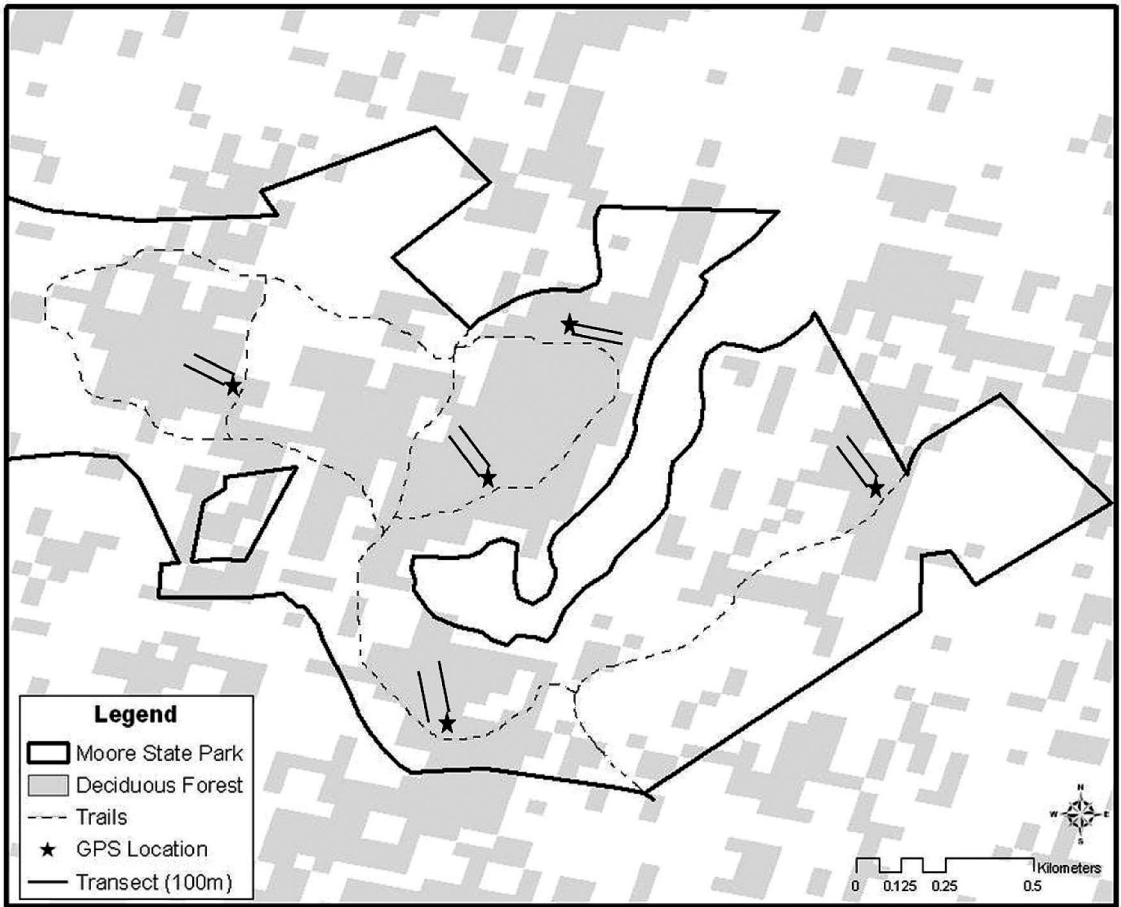 Legend
Moore State Park
Deciduous Forest
Trails
GPS Location
Transect (100m)
N
W E
S
Kilometers
0 0.125 0.25 0.5